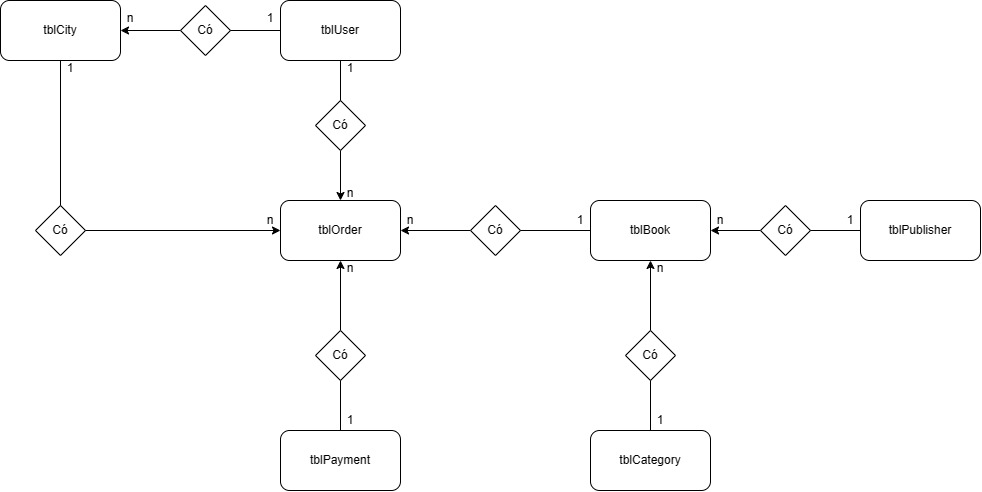 tblCity
n
Có
1
tblUser
1
1
Có
Có
n
n
tblOrder
n
Có
1
tblBook
n
Có
1
tblPublisher
n
n
Có
Có
1
1
tblPayment
tblCategory